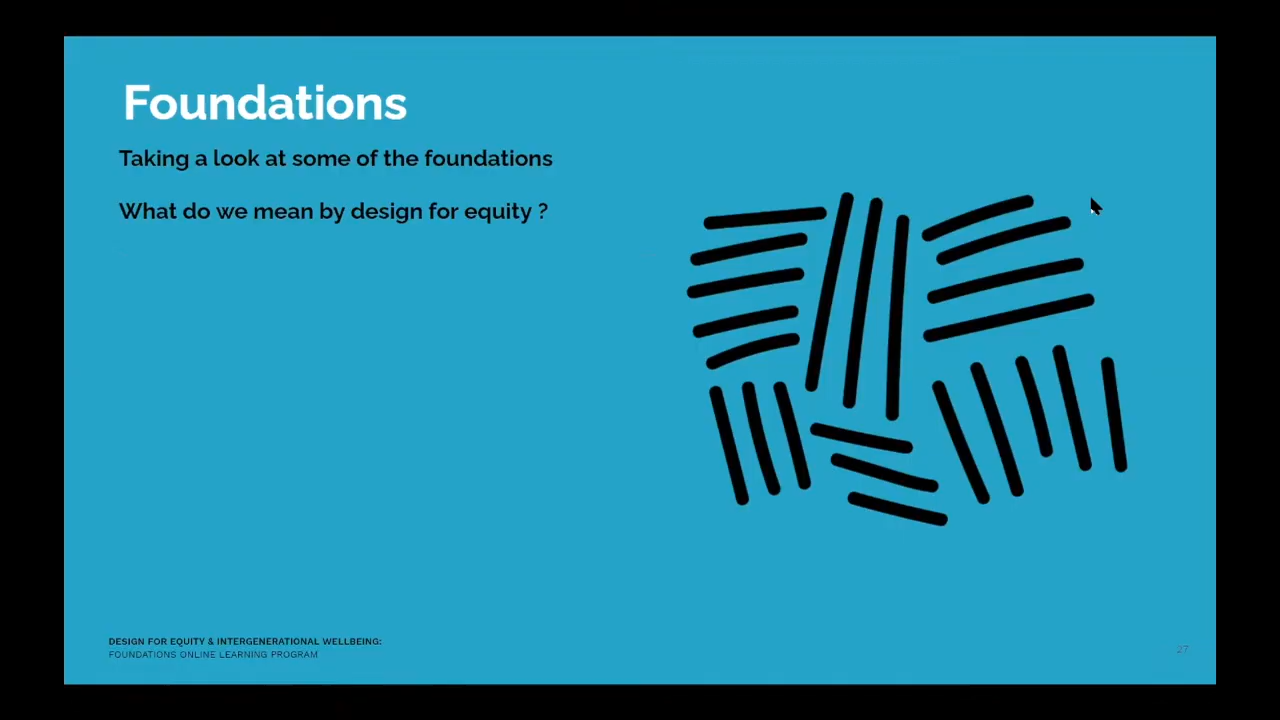 Foundations
Taking a look at some of the foundations
What do we mean by design for equity ?
DESIGN FOR EQUITY & INTERGENERATIONAL WELLBEING:
FOUNDATIONS ONLINE LEARNING PROGRAM
27